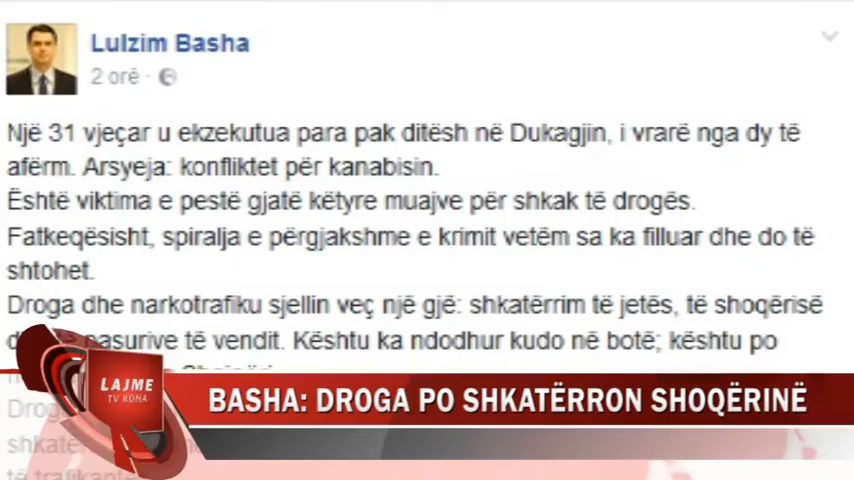 Lulzim Basha
2 orë ·
Një 31 vjeçar u ekzekutua para pak ditësh në Dukagjin, i vrarë nga dy të
afërm. Arsyeja: konfliktet për kanabisin.
Është viktima e pestë gjatë këtyre muajve për shkak të drogës.
Fatkeqësisht, spiralja e përgjakshme e krimit vetëm sa ka filluar dhe do të
shtohet.
Droga dhe narkotrafiku sjellin veç një gjë: shkatërrim të jetës, të shoqërisë
pasurive të vendit. Kështu ka ndodhur kudo në botë; kështu po
LAJME
TV KOHA
BASHA: DROGA PO SHKATËRRON SHOQËRINË